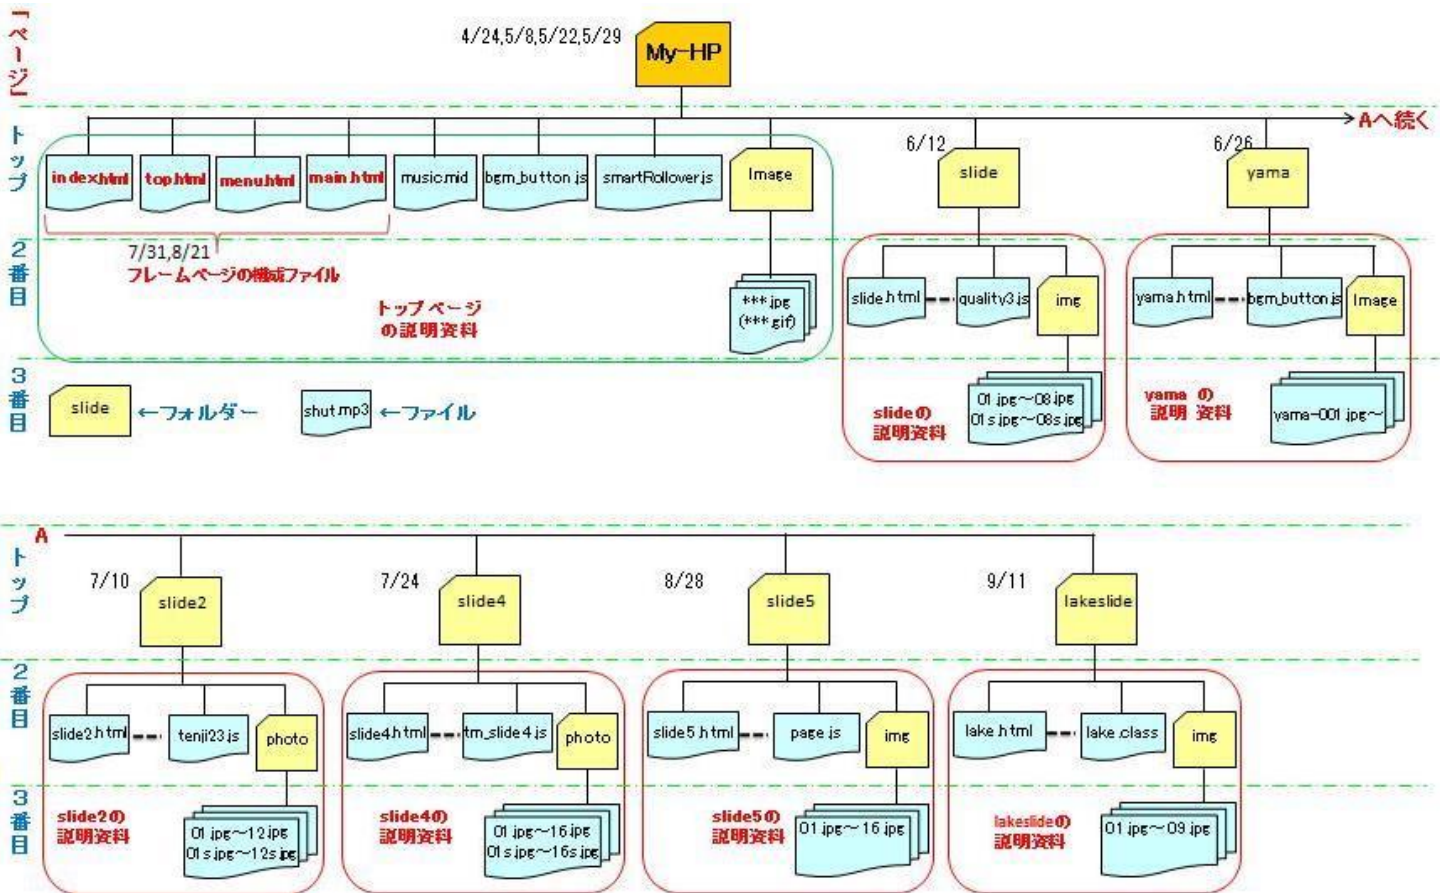 「ページ」
4/24,5/8,5/22,5/29
My-HP
トップ
Aへ続く
6/12
6/26
index.html
top.html
menu.html
main.html
music.mid
bgm_button.js
smartRollover.js
Image
slide
yama
7/31,8/21
フレームページの構成ファイル
2番目
トップページ
の説明資料
***.jpg
(***.gif)
slide.html
quality3.js
img
yama.html
bgm_button.js
Image
3番目
slide
←フォルダー
shut.mp3
←ファイル
slideの
説明資料
01.jpg～08.jpg
01s.jpg～08s.jpg
yama の
説明 資料
yama-001.jpg～
A
トップ
7/10
slide2
7/24
slide4
8/28
slide5
9/11
lakeslide
2番目
slide2.html
tenji23.js
photo
slide4.html
tm_slide4.js
photo
slide5.html
page.js
img
lake.html
lake.class
img
3番目
slide2の
説明資料
01.jpg～12.jpg
01s.jpg～12s.jpg
slide4の
説明資料
01.jpg～16.jpg
01s.jpg～16s.jpg
slide5の
説明資料
01.jpg～16.jpg
lakeslideの
説明資料
01.jpg～09.jpg